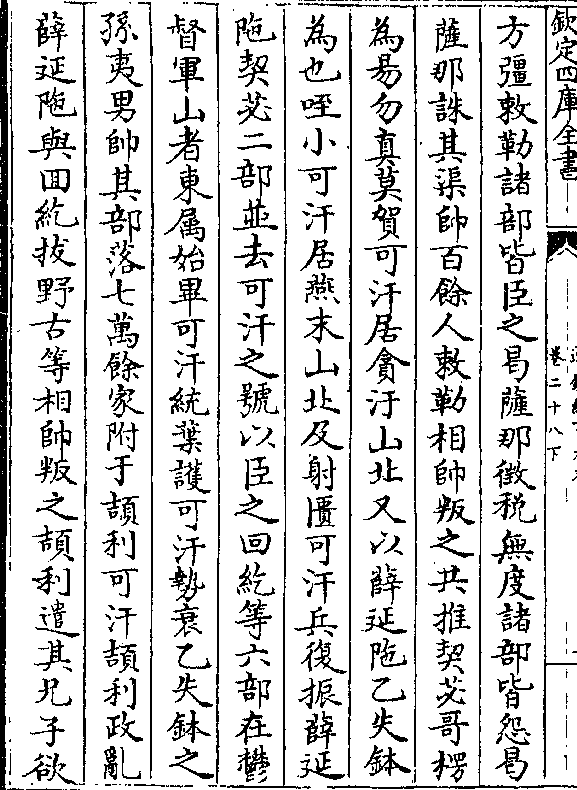 欽定四庫全書
卷二十八下
方彊敕勒諸部皆臣之曷薩那徵税無度諸部皆怨曷
薩那誅其渠帥百餘人敕勒相帥叛之共推契苾哥楞
為易勿真莫賀可汗居貪汙山北又以薛延陁乙失鉢
為也咥小可汗居燕末山北及射匱可汗兵復振薛延
陁契苾二部並去可汗之號以臣之回紇等六部在鬱
督軍山者東属始畢可汗統葉護可汗勢衰乙失鉢之
孫夷男帥其部落七萬餘家附于頡利可汗頡利政亂
薛延陁與回紇拔野古等相帥叛之頡利遣其兄子欲